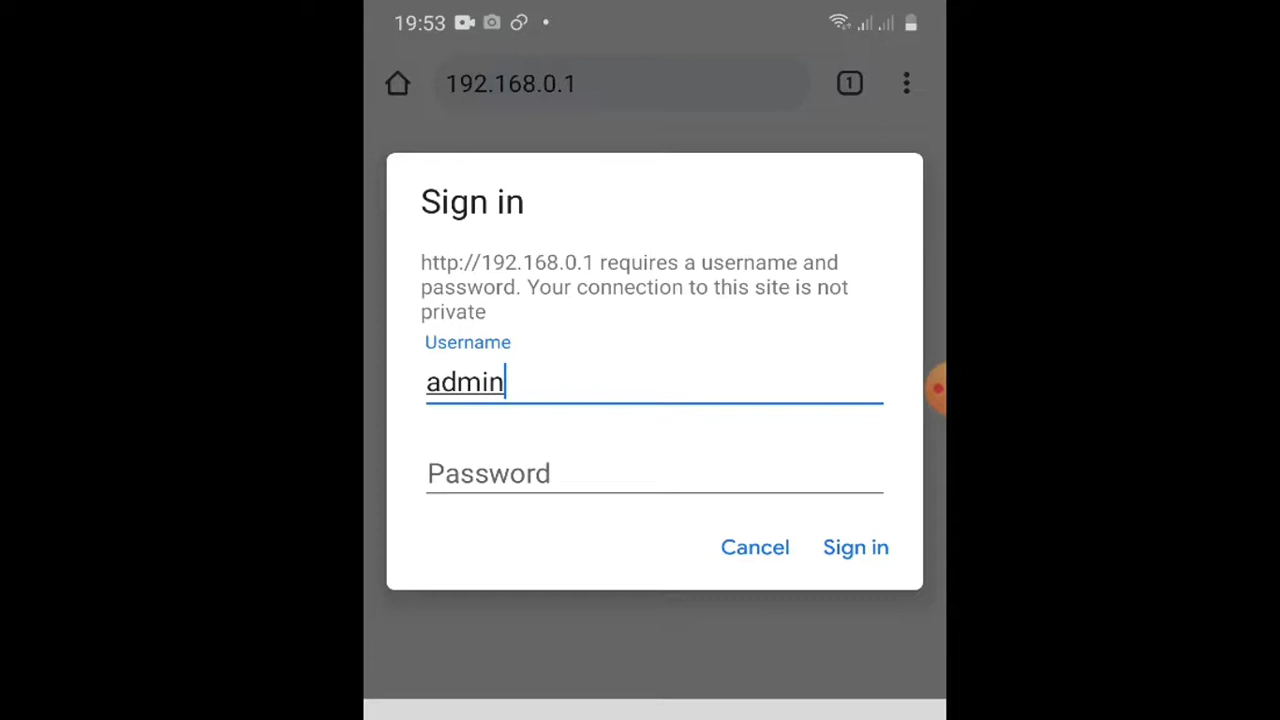 19:53
192.168.0.1
1
Sign in
http://192.168.0.1 requires a username and
password. Your connection to this site is not
private
Username
admin
Password
Cancel Sign in